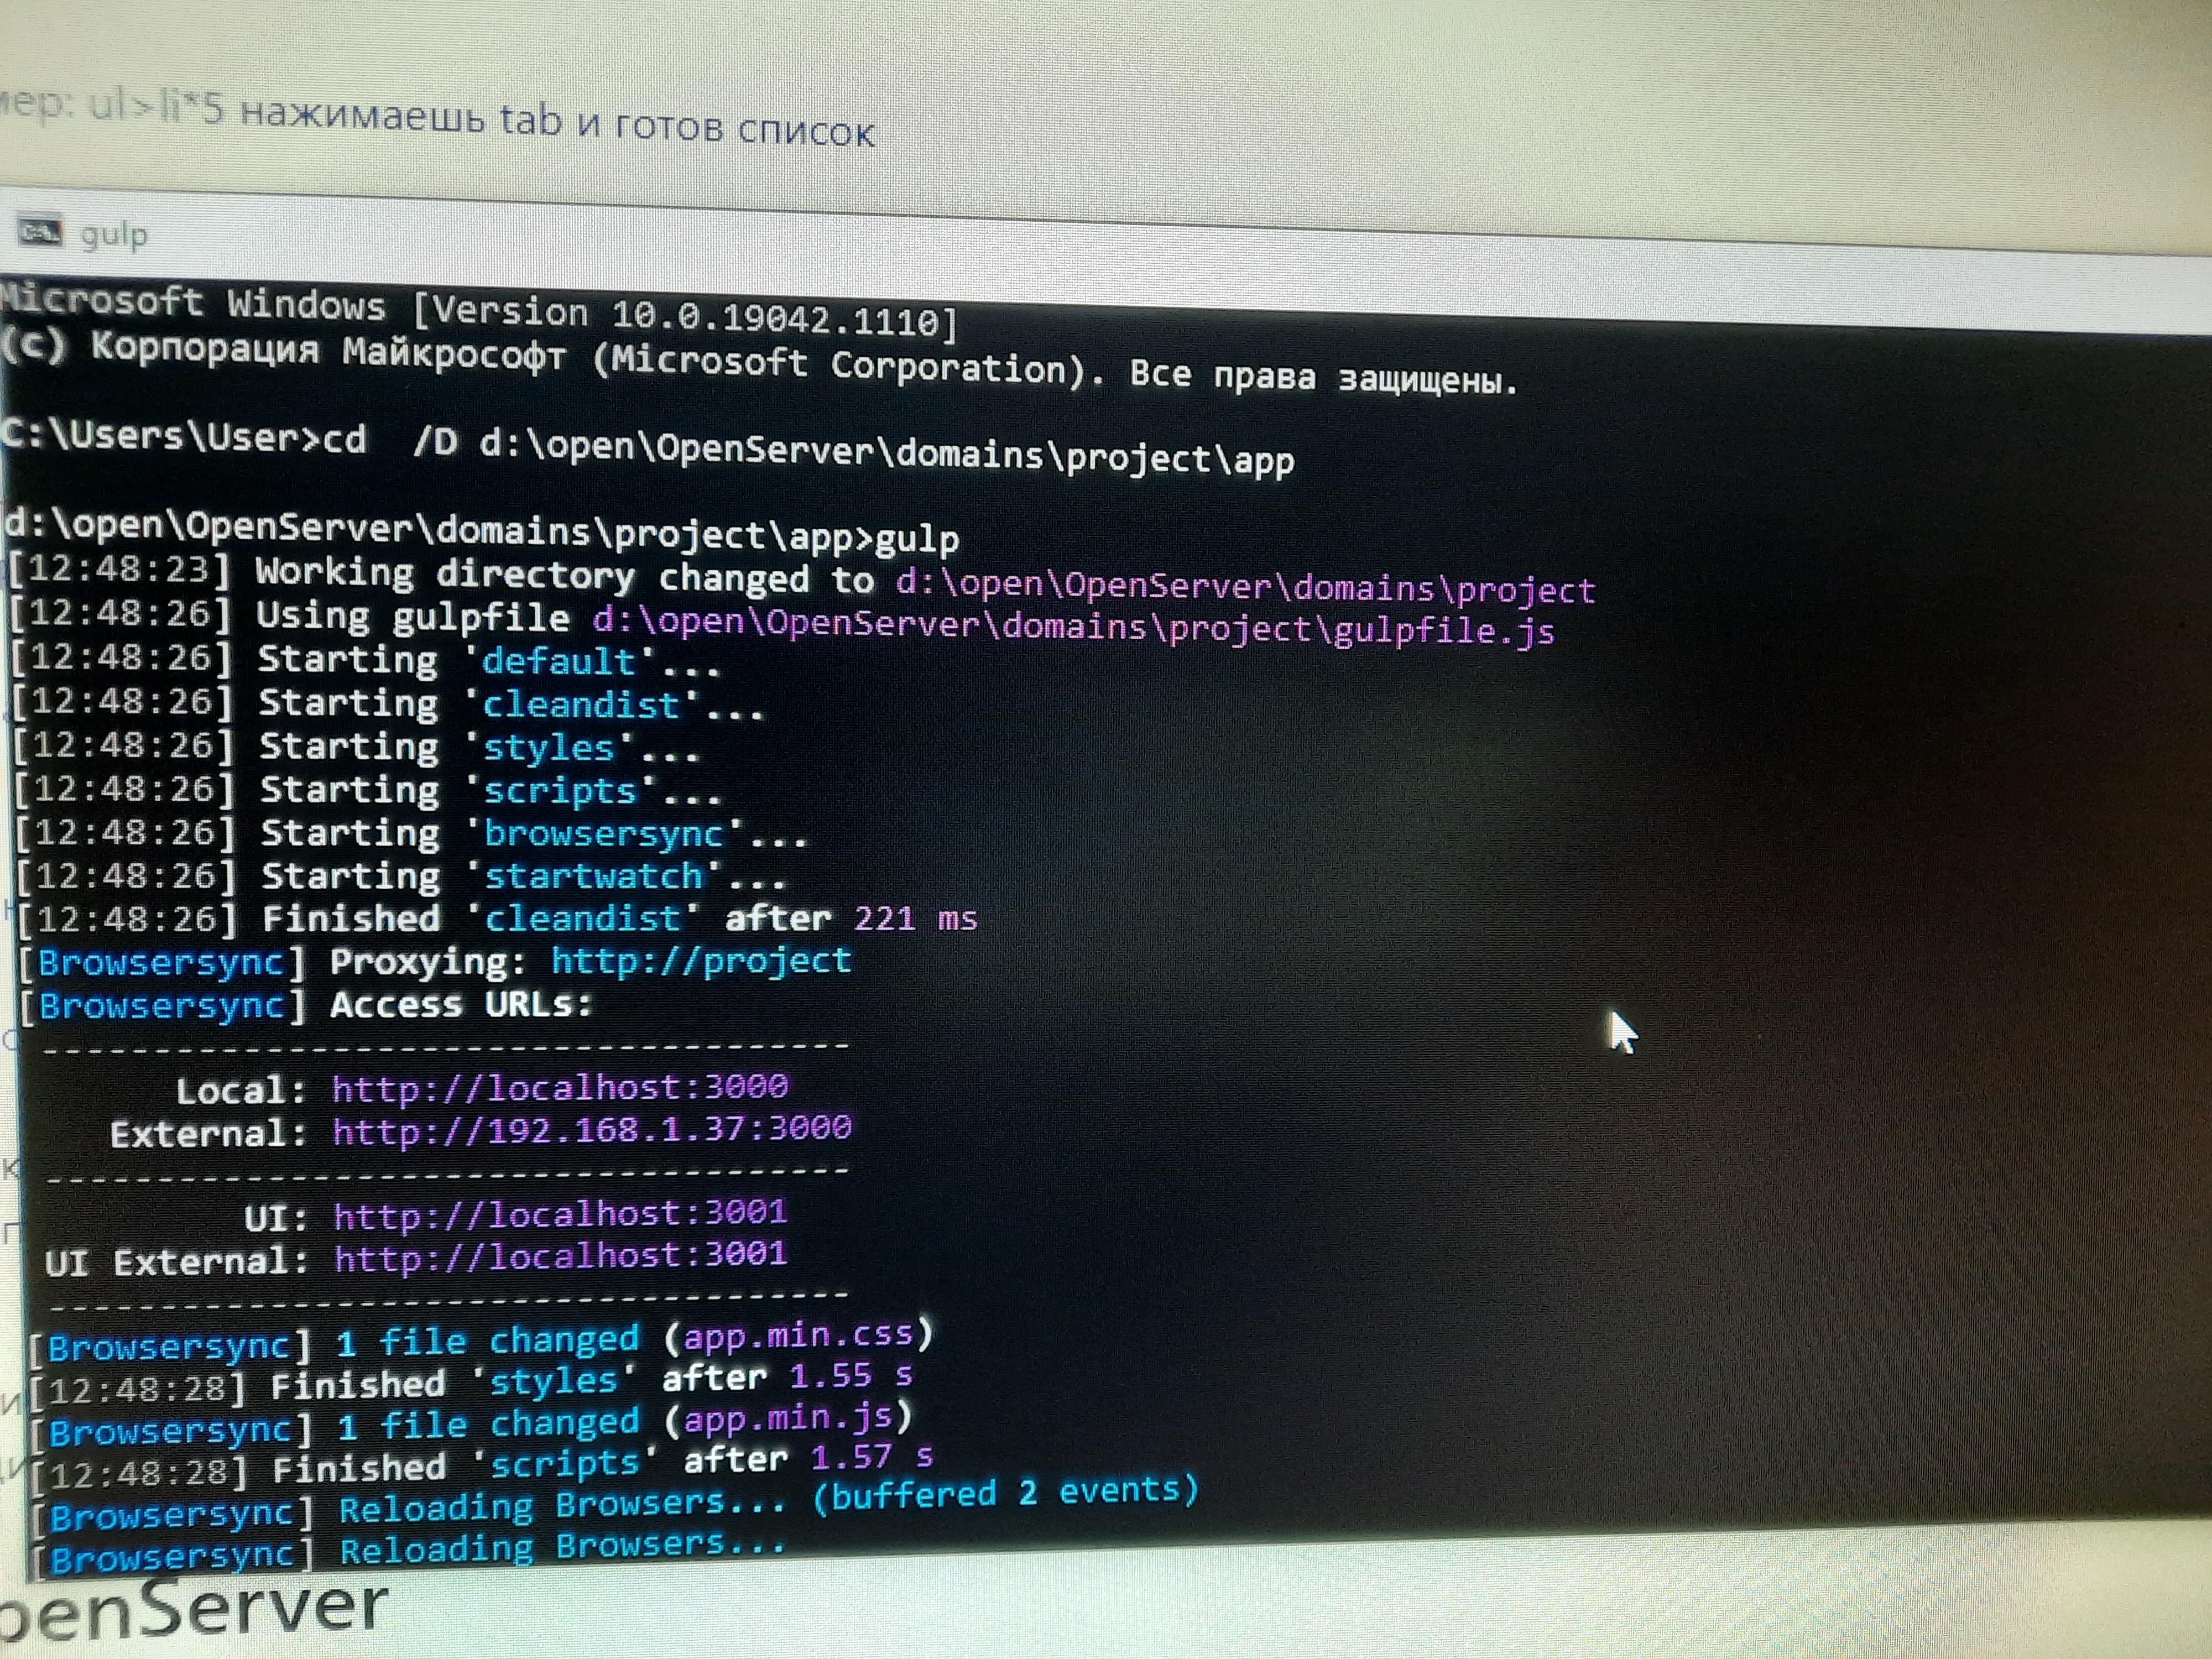 ul>li*5 нажимаешь tab и готов список
gulp
Microsoft Windows [Version 10.0.19042.1110]
(c) Корпорация Майкрософт (Microsoft Corporation). Все права защищены.
C:\Users\User>cd  /D d:\open\OpenServer\domains\project\app
d:\open\OpenServer\domains\project\app>gulp
[12:48:23] Working directory changed to d:\open\OpenServer\domains\project
[12:48:26] Using gulpfile d:\open\OpenServer\domains\project\gulpfile.js
[12:48:26] Starting 'default'...
[12:48:26] Starting 'cleandist'...
[12:48:26] Starting 'styles'...
[12:48:26] Starting 'scripts'...
[12:48:26] Starting 'browsersync'...
[12:48:26] Starting 'startwatch'...
[12:48:26] Finished 'cleandist' after 221 ms
[Browsersync] Proxying: http://project
[Browsersync] Access URLs:
-------------------------------------
Local: http://localhost:3000
External: http://192.168.1.37:3000
-------------------------------------
UI: http://localhost:3001
UI External: http://localhost:3001
-------------------------------------
[Browsersync] 1 file changed (app.min.css)
[12:48:28] Finished 'styles' after 1.55 s
[Browsersync] 1 file changed (app.min.js)
[12:48:28] Finished 'scripts' after 1.57 s
[Browsersync] Reloading Browsers... (buffered 2 events)
[Browsersync] Reloading Browsers...
penServer